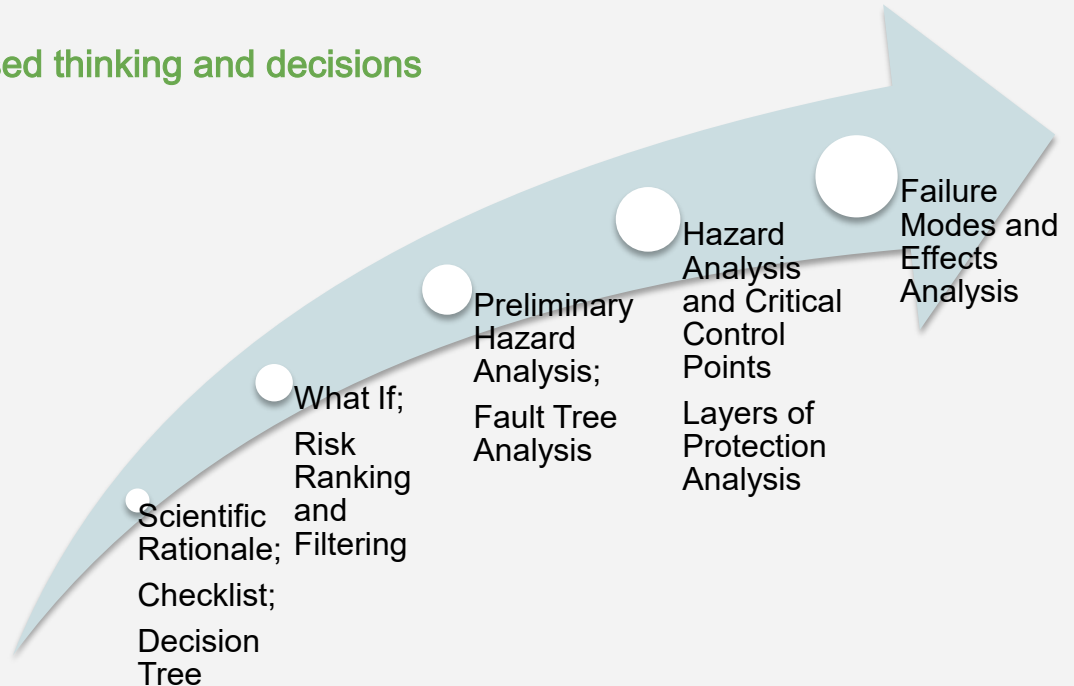 ed thinking and decisions
Scientific
Rationale;
Checklist;
Decision
Tree
What If;
Risk
Ranking
and
Filtering
Preliminary
Hazard
Analysis;
Fault Tree
Analysis
Hazard
Analysis
and Critical
Control
Points
Layers of
Protection
Analysis
Failure
Modes and
Effects
Analysis